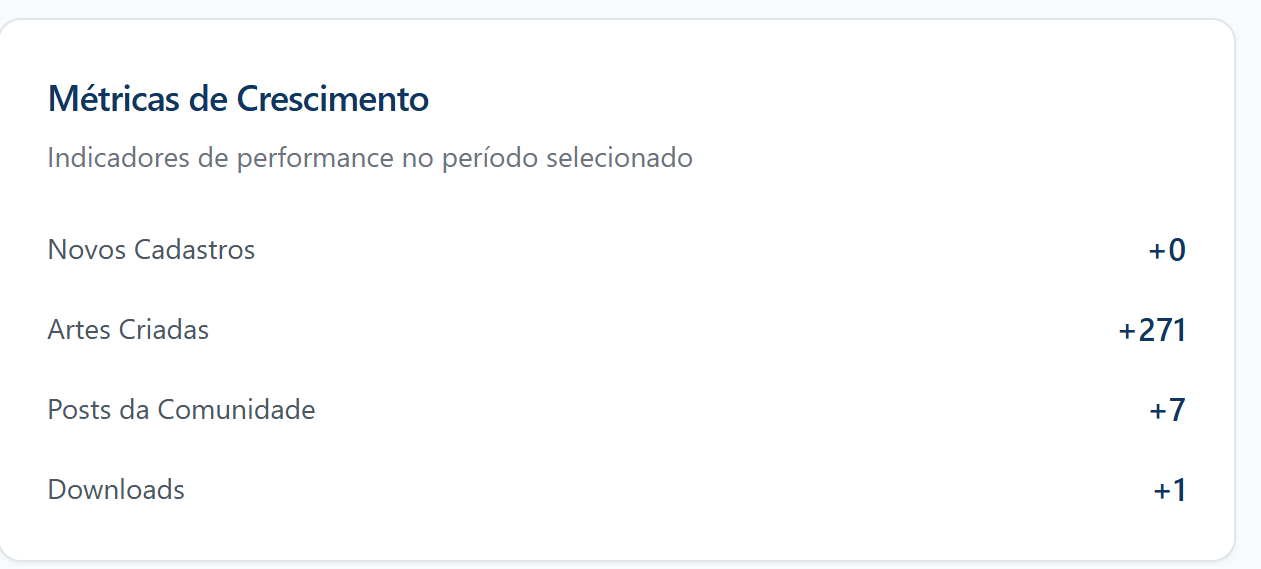 Métricas de Crescimento
Indicadores de performance no período selecionado
Novos Cadastros +0
Artes Criadas +271
Posts da Comunidade +7
Downloads +1